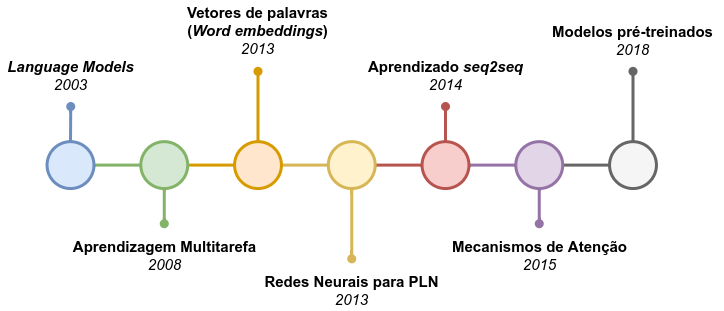 Language Models
2003
Aprendizagem Multitarefa
2008
Vetores de palavras
(Word embeddings)
2013
Redes Neurais para PLN
2013
Aprendizado seq2seq
2014
Mecanismos de Atenção
2015
Modelos pré-treinados
2018